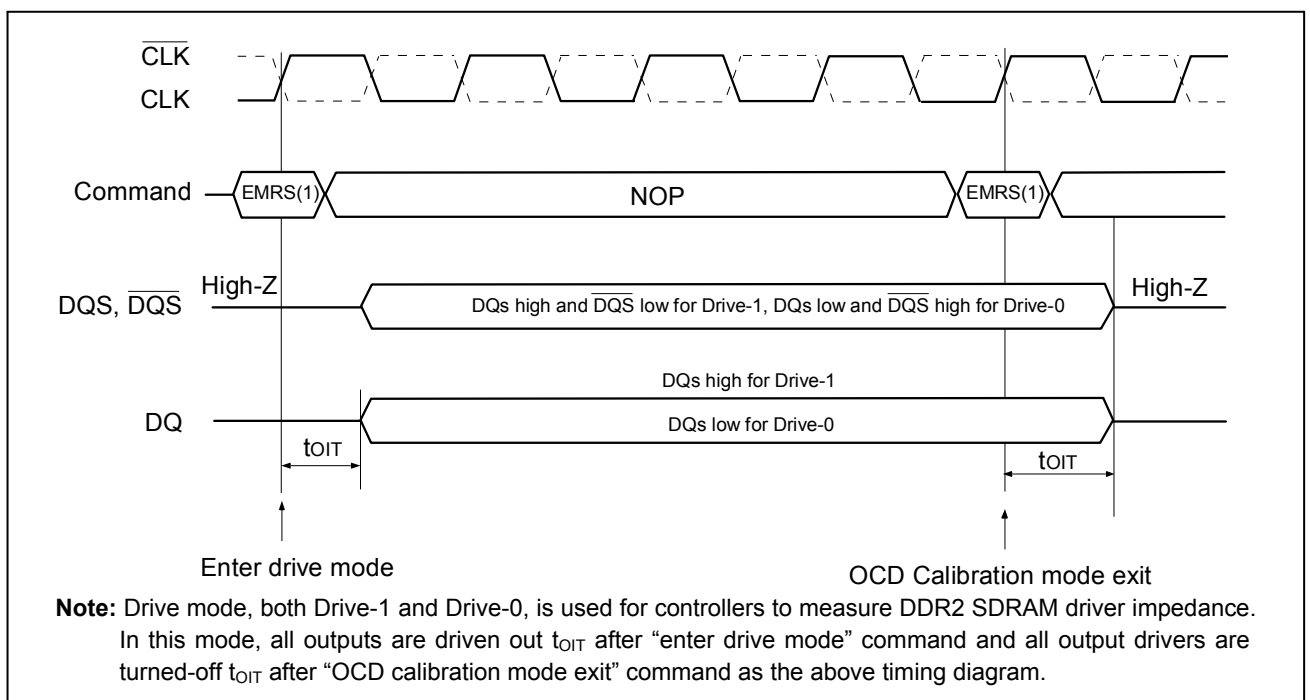 C̅L̅K̅
CLK
Command
EMRS(1)
NOP
EMRS(1)
DQS, D̅Q̅S̅
High-Z
DQs high and D̅Q̅S̅ low for Drive-1, DQs low and D̅Q̅S̅ high for Drive-0
High-Z
DQs high for Drive-1
DQ
DQs low for Drive-0
tOIT
tOIT
Enter drive mode
OCD Calibration mode exit
Note: Drive mode, both Drive-1 and Drive-0, is used for controllers to measure DDR2 SDRAM driver impedance.
In this mode, all outputs are driven out tOIT after “enter drive mode” command and all output drivers are
turned-off tOIT after “OCD calibration mode exit” command as the above timing diagram.